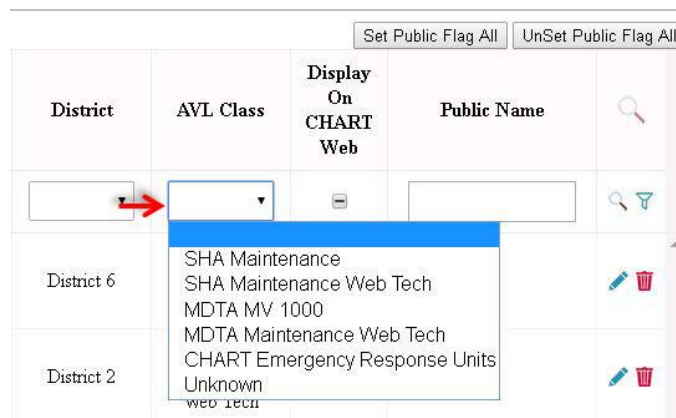 Set Public Flag All
UnSet Public Flag All
District
AVL Class
Display
On
CHART
Web
Public Name
SHA Maintenance
SHA Maintenance Web Tech
MDTA MV 1000
MDTA Maintenance Web Tech
CHART Emergency Response Units
Unknown
District 6
District 2
Web Tech